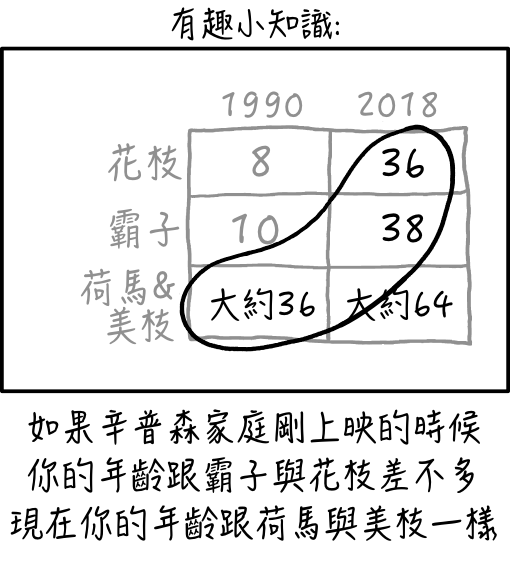 有趣小知識:
1990 2018
花枝 8 36
霸子 10 38
荷馬&
美枝 大約36 大約64
如果辛普森家庭剛上映的時候
你的年齡跟霸子與花枝差不多
現在你的年齡跟荷馬與美枝一樣